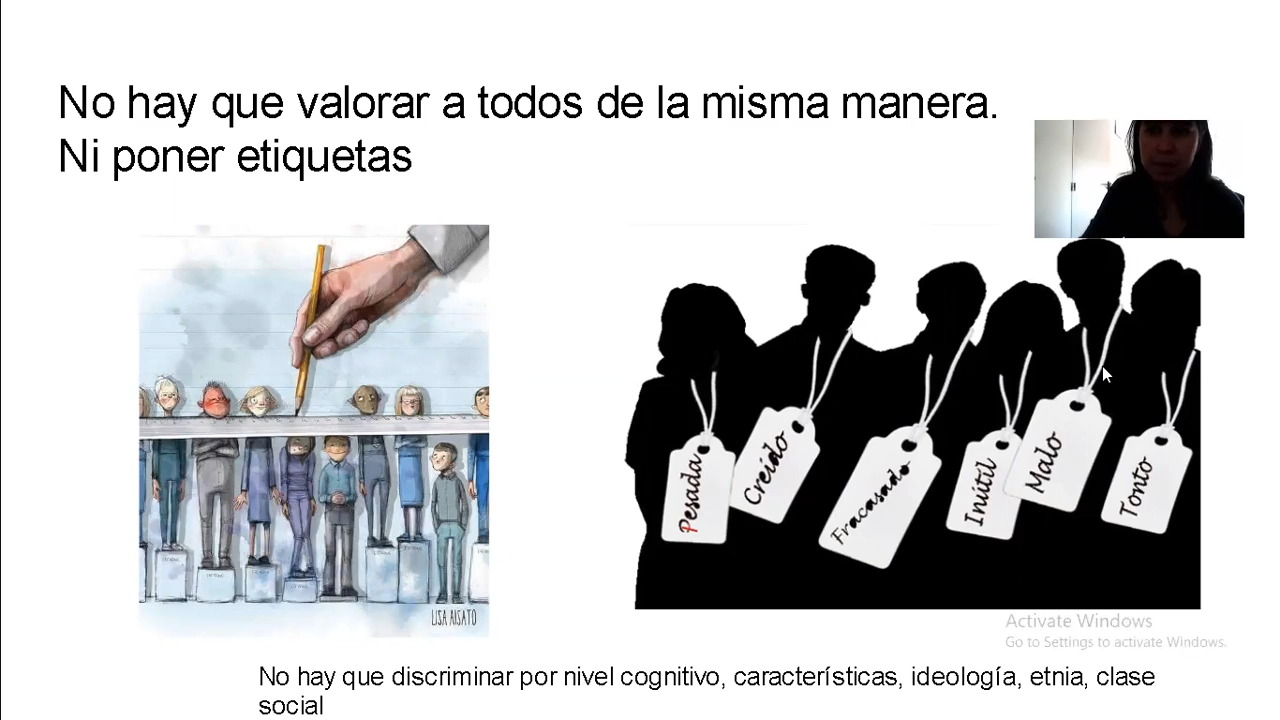 No hay que valorar a todos de la misma manera.
Ni poner etiquetas
Pesada
Creído
Fracasado
Inútil
Malo
Tonto
LISA AISATO
Activate Windows
Go to Settings to activate Windows.
No hay que discriminar por nivel cognitivo, características, ideología, etnia, clase
social